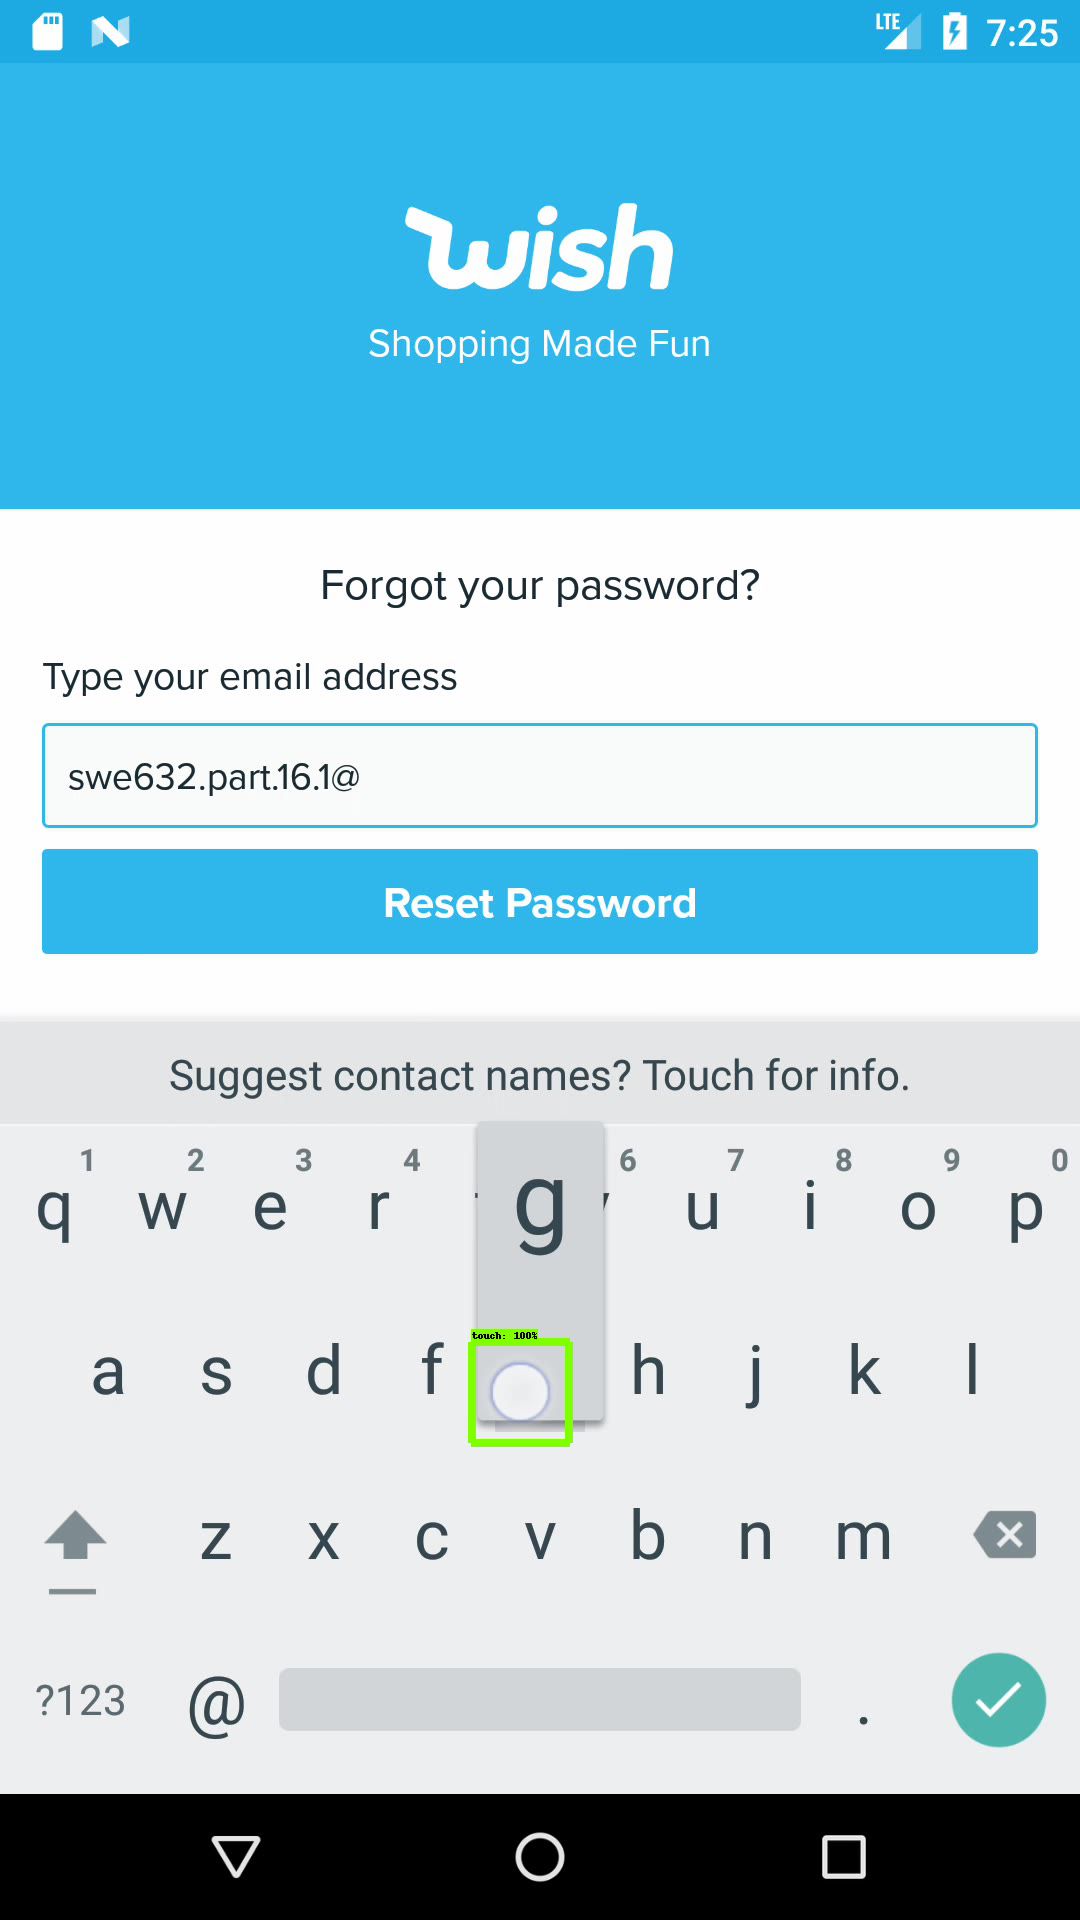 LTE 7:25
wish
Shopping Made Fun
Forgot your password?
Type your email address
swe632.part.16.1@
Reset Password
Suggest contact names? Touch for info.
1 2 3 4 6 7 8 9 0
q w e r g u i o p
touch: 100%
a s d f h j k l
z x c v b n m
?123 @ .